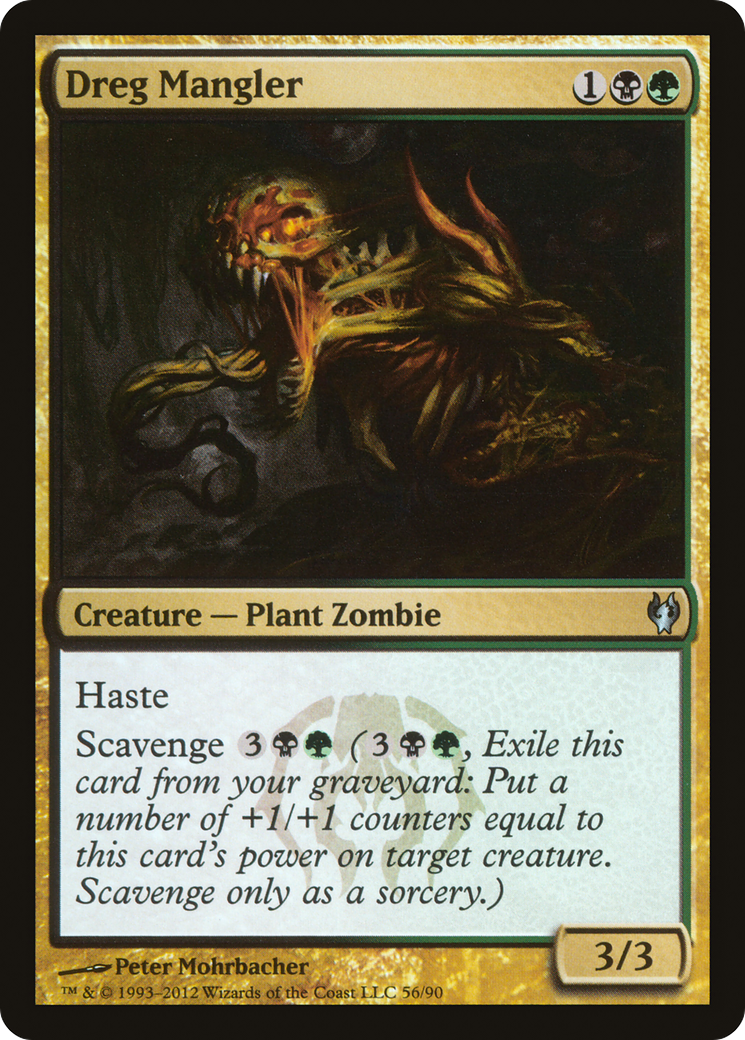 Dreg Mangler 1
Creature — Plant Zombie
Haste
Scavenge 3 (3, Exile this
card from your graveyard: Put a
number of +1/+1 counters equal to
this card's power on target creature.
Scavenge only as a sorcery.)
3/3
Peter Mohrbacher
™ & © 1993–2012 Wizards of the Coast LLC 56/90